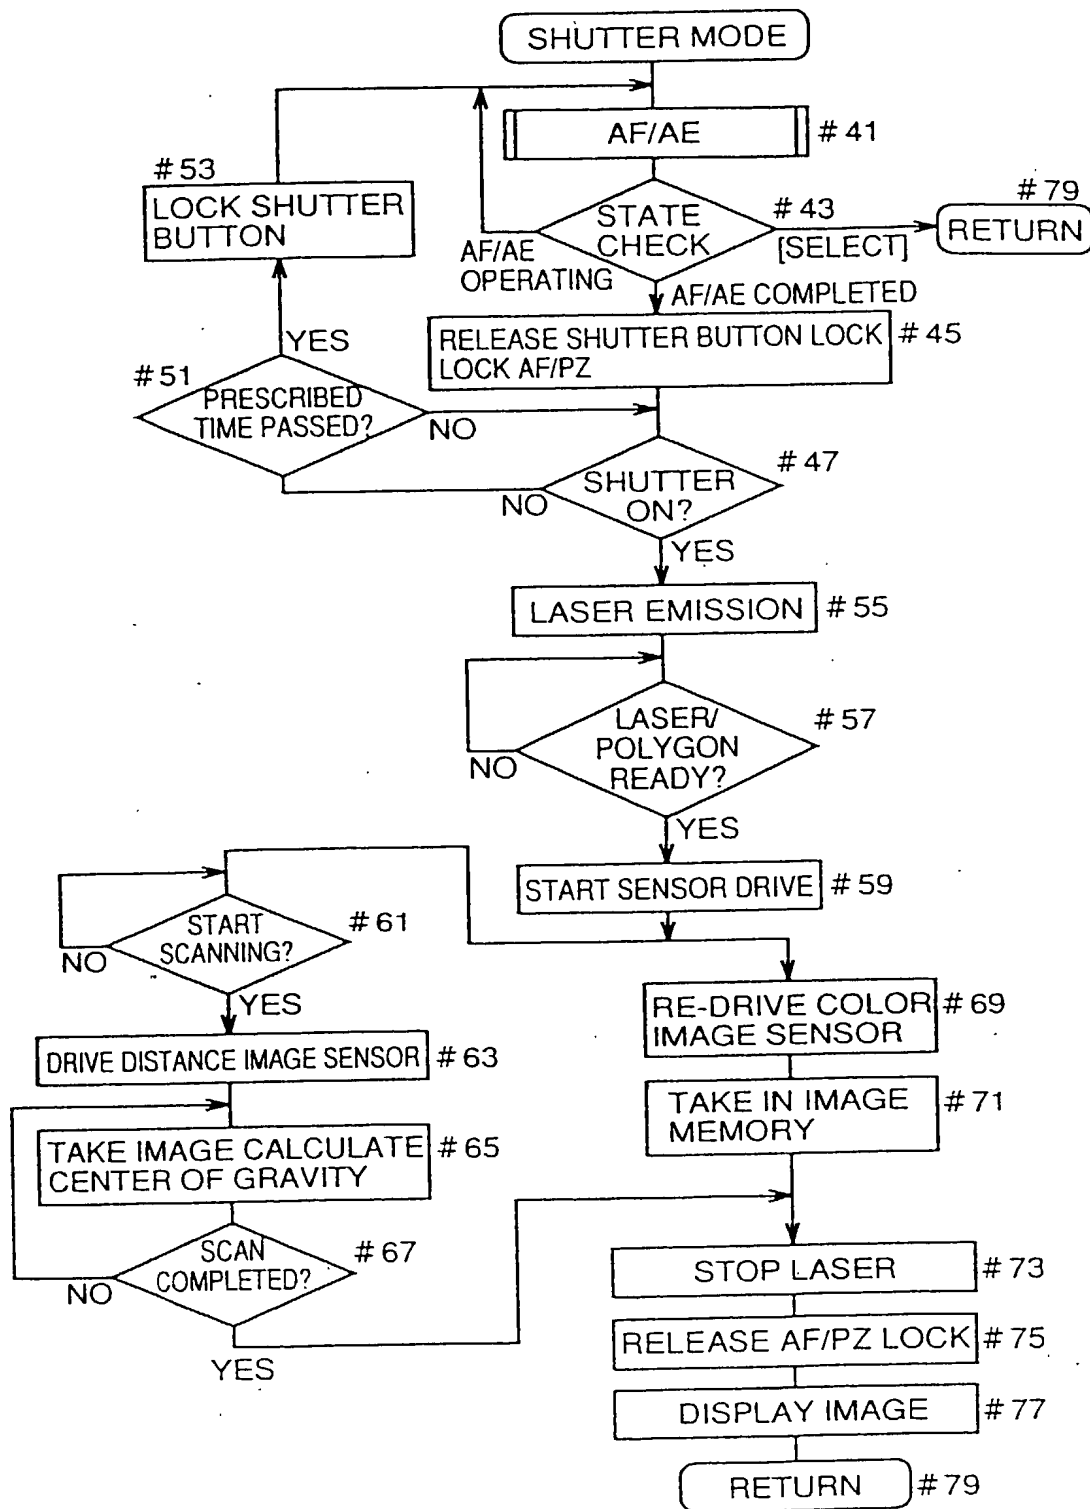 SHUTTER MODE
AF/AE
# 41
# 53
LOCK SHUTTER
BUTTON
STATE
CHECK
# 43
[SELECT]
# 79
RETURN
AF/AE
OPERATING
AF/AE COMPLETED
RELEASE SHUTTER BUTTON LOCK
LOCK AF/PZ
# 45
YES
# 51
PRESCRIBED
TIME PASSED?
NO
# 47
SHUTTER
ON?
NO
YES
LASER EMISSION
# 55
LASER/
POLYGON
READY?
# 57
NO
YES
START SENSOR DRIVE
# 59
START
SCANNING?
# 61
NO
YES
RE-DRIVE COLOR
IMAGE SENSOR
# 69
DRIVE DISTANCE IMAGE SENSOR
# 63
TAKE IN IMAGE
MEMORY
# 71
TAKE IMAGE CALCULATE
CENTER OF GRAVITY
# 65
SCAN
COMPLETED?
# 67
NO
YES
STOP LASER
# 73
RELEASE AF/PZ LOCK
# 75
DISPLAY IMAGE
# 77
RETURN
# 79